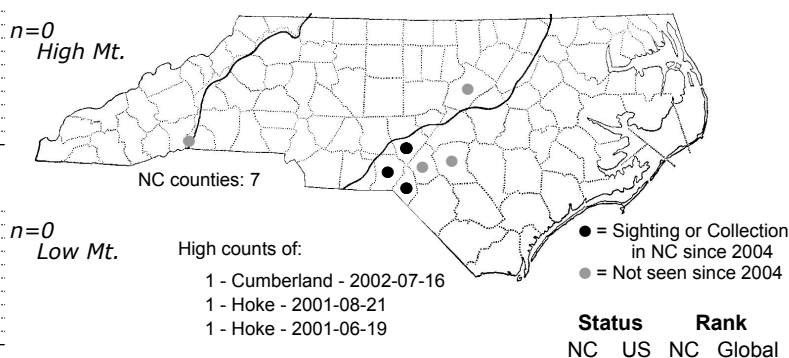 n=0
High Mt.
NC counties: 7
n=0
Low Mt.
High counts of:
1 - Cumberland - 2002-07-16
1 - Hoke - 2001-08-21
1 - Hoke - 2001-06-19
● = Sighting or Collection
in NC since 2004
● = Not seen since 2004
Status Rank
NC US NC Global